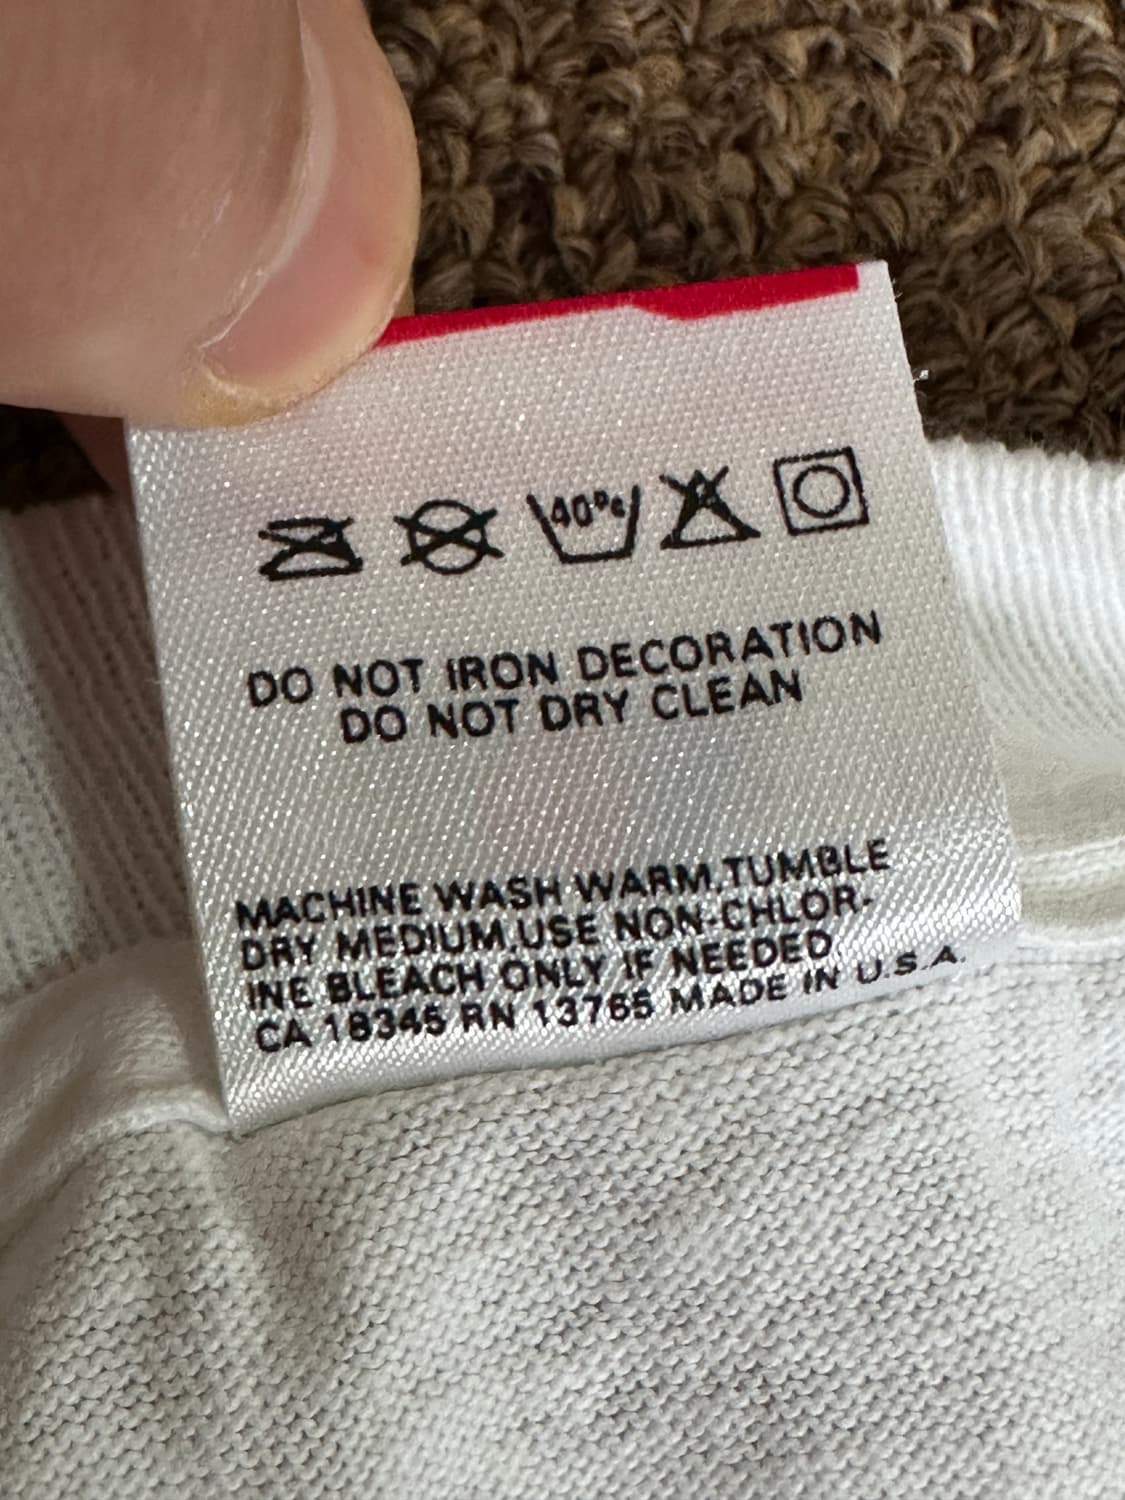 40°c
DO NOT IRON DECORATION
DO NOT DRY CLEAN
MACHINE WASH WARM,TUMBLE
DRY MEDIUM,USE NON-CHLOR-
INE BLEACH ONLY IF NEEDED
CA 18345 RN 13765 MADE IN U.S.A.